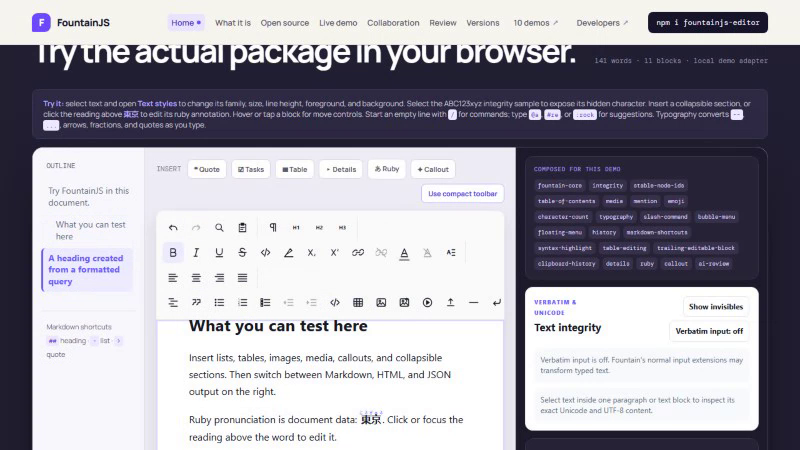 F FountainJS Home What it is Open source Live demo Collaboration Review Versions 10 demos ↗ Developers ↗ npm i fountainjs-editor
Try the actual package in your browser.
141 words · 11 blocks · local demo adapter
Try it: select text and open Text styles to change its family, size, line height, foreground, and background. Select the ABC123xyz integrity sample to expose its hidden character. Insert a collapsible section, or
click the reading above 東京 to edit its ruby annotation. Hover or tap a block for move controls. Start an empty line with / for commands; type @a #re , or :rock for suggestions. Typography converts -- ,
... , arrows, fractions, and quotes as you type.
OUTLINE
Try FountainJS in this
document.
What you can test
here
A heading created
from a formatted
query
Markdown shortcuts
## heading - list >
quote
INSERT ❝ Quote ☑ Tasks ▦ Table ▸ Details あ Ruby ✦ Callout
Use compact toolbar
¶ H1 H2 H3
B I U S </> X, X' A A AΞ
What you can test here
Insert lists, tables, images, media, callouts, and collapsible
sections. Then switch between Markdown, HTML, and JSON
output on the right.
Ruby pronunciation is document data: 東京. Click or focus the
reading above the word to edit it.
COMPOSED FOR THIS DEMO
fountain-core integrity stable-node-ids
table-of-contents media mention emoji
character-count typography slash-command bubble-menu
floating-menu history markdown-shortcuts
syntax-highlight table-editing trailing-editable-block
clipboard-history details ruby callout ai-review
VERBATIM &
UNICODE
Text integrity
Show invisibles
Verbatim input: off
Verbatim input is off. Fountain's normal input extensions may
transform typed text.
Select text inside one paragraph or text block to inspect its
exact Unicode and UTF-8 content.